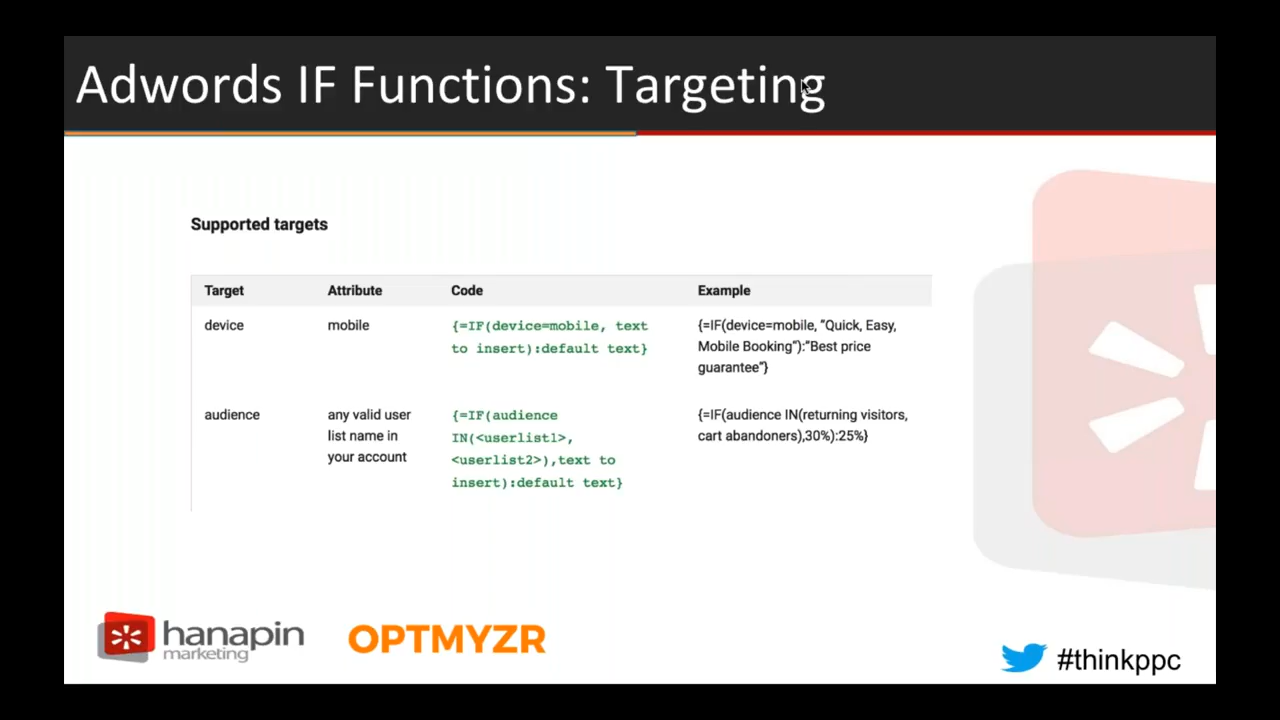 Adwords IF Functions: Targeting
Supported targets
Target Attribute Code Example
device mobile {=IF(device=mobile, text {=IF(device=mobile, “Quick, Easy,
to insert):default text} Mobile Booking”):”Best price
guarantee”}
audience any valid user {=IF(audience {=IF(audience IN(returning visitors,
list name in IN(<userlist1>, cart abandoners),30%):25%}
your account <userlist2>),text to
insert):default text}
hanapin
marketing
OPTMYZR
#thinkppc